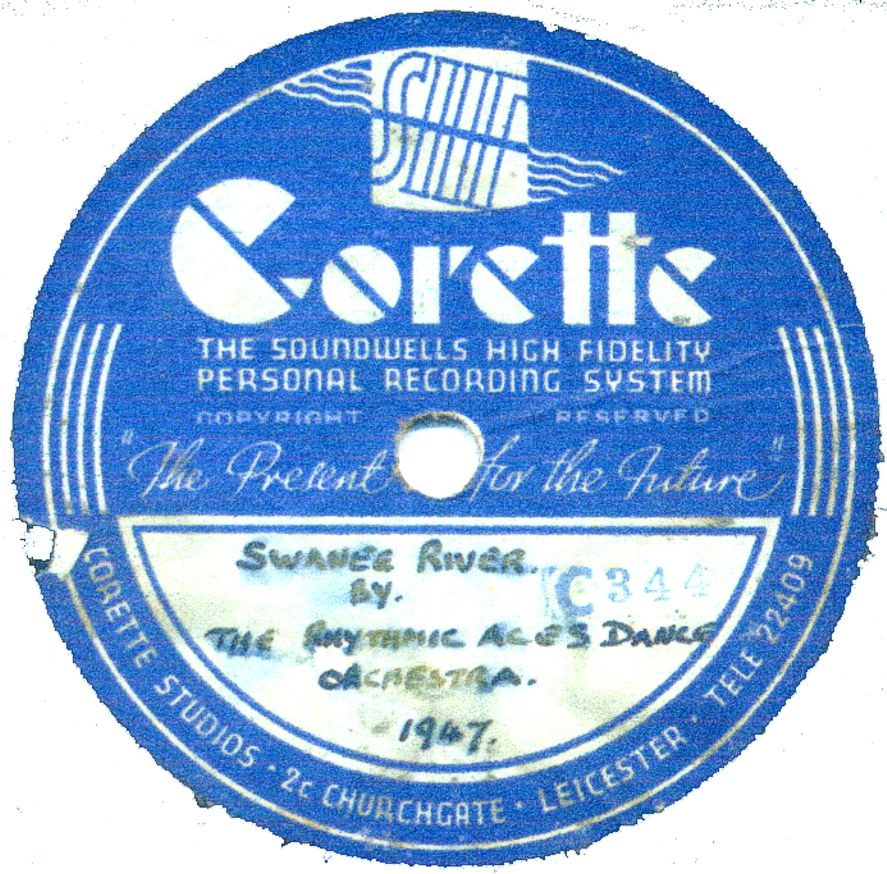 Corette
THE SOUNDWELLS HIGH FIDELITY
PERSONAL RECORDING SYSTEM
COPYRIGHT RESERVED
"The Present for the Future"
SWANEE RIVER.
BY.
C344
THE RHYTHMIC ACES DANCE
ORCHESTRA.
1947.
CORETTE STUDIOS · 2c CHURCHGATE · LEICESTER · TELE 22409